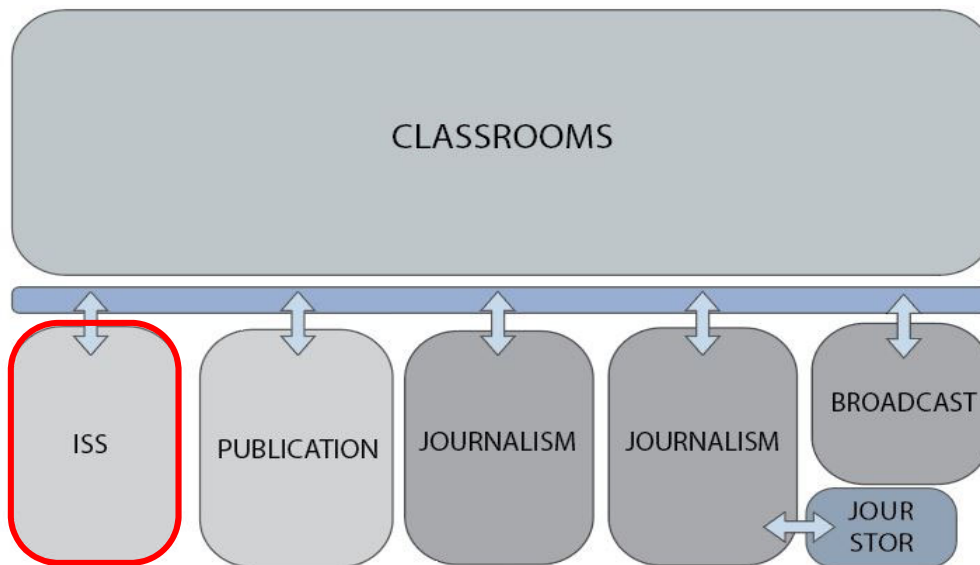 CLASSROOMS
ISS
PUBLICATION
JOURNALISM
JOURNALISM
BROADCAST
JOUR
STOR